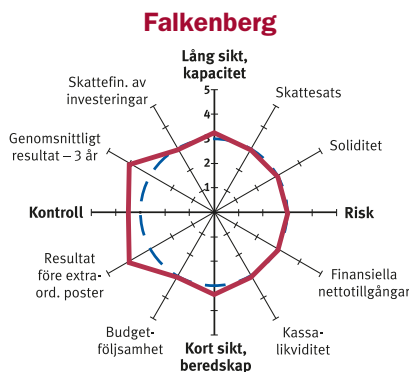 Falkenberg
Lång sikt,
kapacitet
Skattefin. av
investeringar
Skattesats
Genomsnittligt
resultat – 3 år
Soliditet
5
4
3
2
1
Kontroll
Risk
Resultat
före extra-
ord. poster
Finansiella
nettotillgångar
Budget-
följsamhet
Kassa-
likviditet
Kort sikt,
beredskap